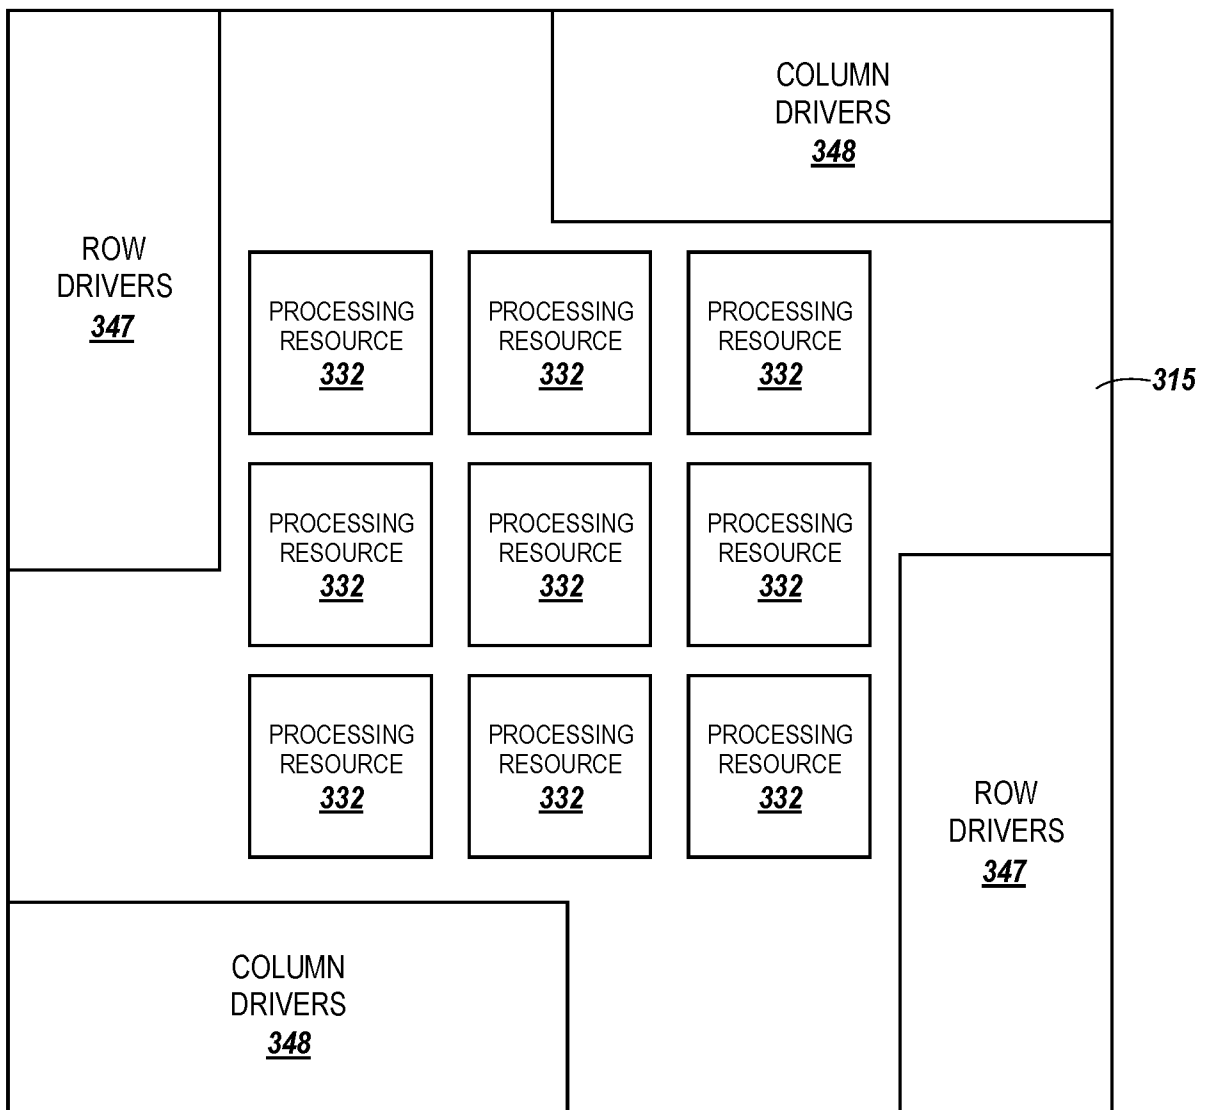 COLUMN
DRIVERS
348
ROW
DRIVERS
347
PROCESSING
RESOURCE
332
PROCESSING
RESOURCE
332
PROCESSING
RESOURCE
332
315
PROCESSING
RESOURCE
332
PROCESSING
RESOURCE
332
PROCESSING
RESOURCE
332
PROCESSING
RESOURCE
332
PROCESSING
RESOURCE
332
PROCESSING
RESOURCE
332
ROW
DRIVERS
347
COLUMN
DRIVERS
348